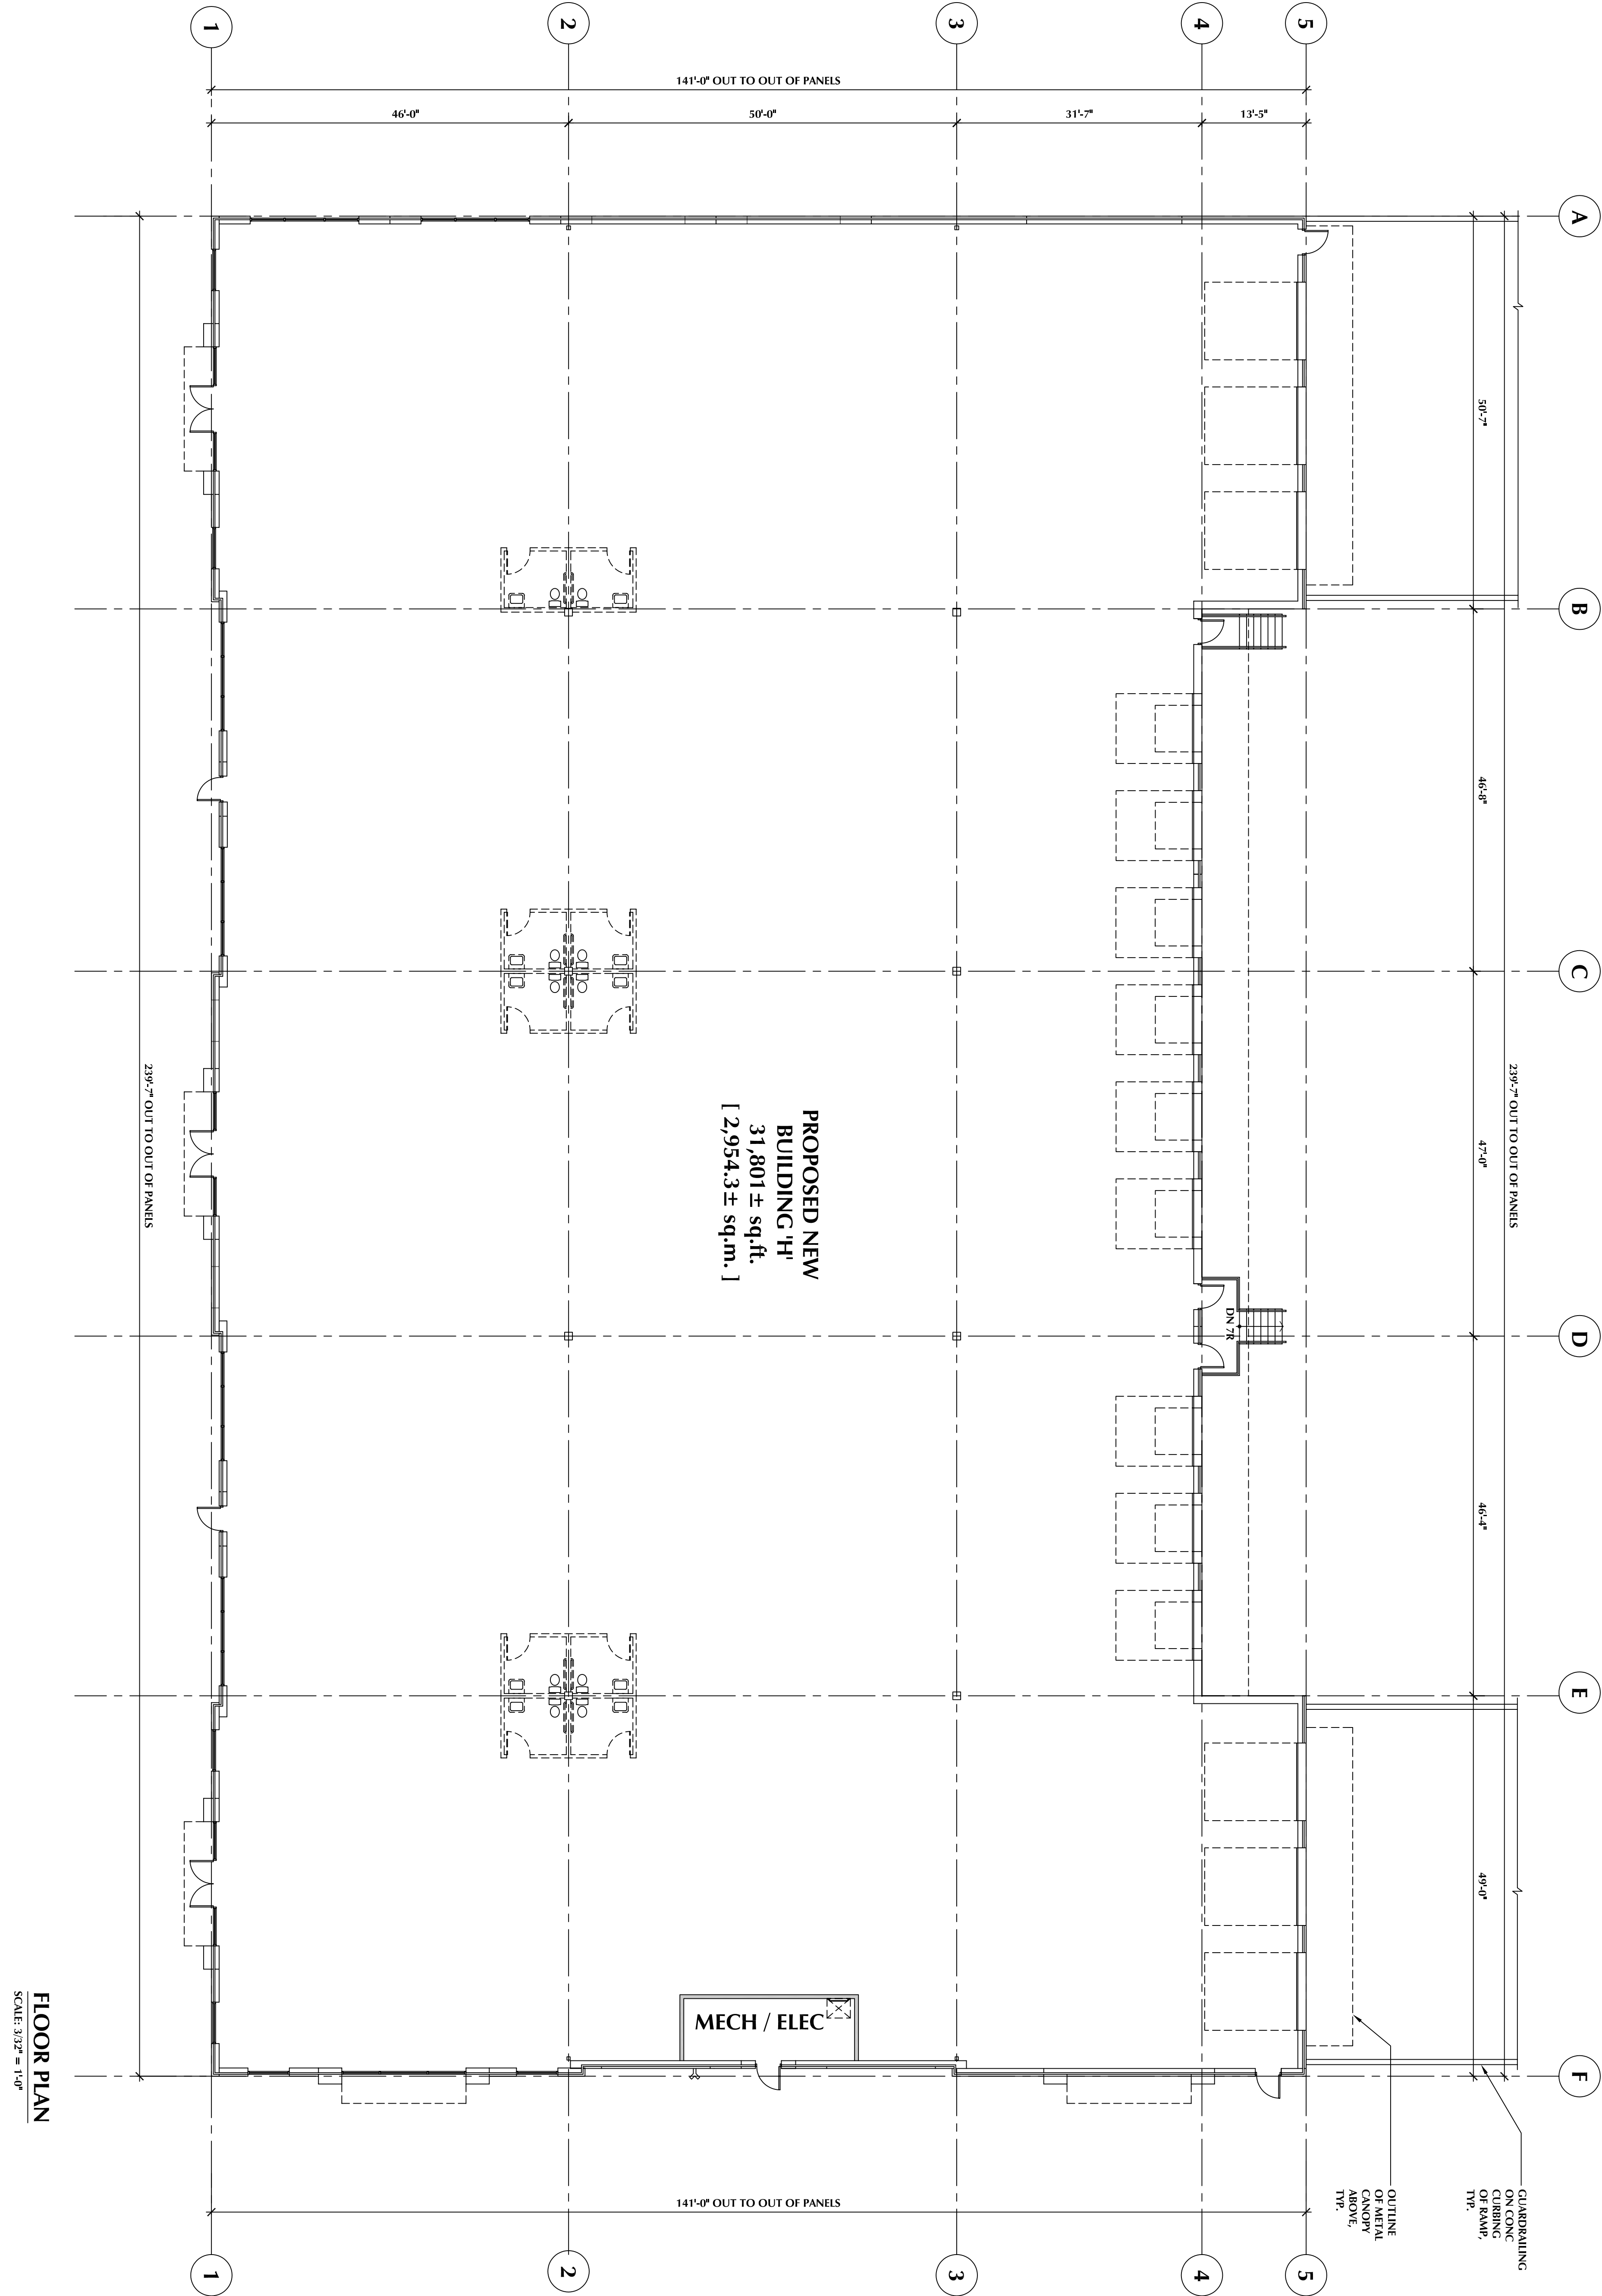 1
2
3
4
5
141'-0" OUT TO OUT OF PANELS
46'-0"
50'-0"
31'-7"
13'-5"
A
B
C
D
E
F
50'-7"
46'-8"
47'-0"
46'-4"
49'-0"
239'-7" OUT TO OUT OF PANELS
239'-7" OUT TO OUT OF PANELS
PROPOSED NEW
BUILDING 'H'
31,801± sq.ft.
[ 2,954.3± sq.m. ]
DN 7R
MECH / ELEC
OUTLINE
OF METAL
CANOPY
ABOVE,
TYP.
GUARDRAILING
ON CONC
CURBING
OF RAMP,
TYP.
141'-0" OUT TO OUT OF PANELS
1
2
3
4
5
FLOOR PLAN
SCALE: 3/32" = 1'-0"